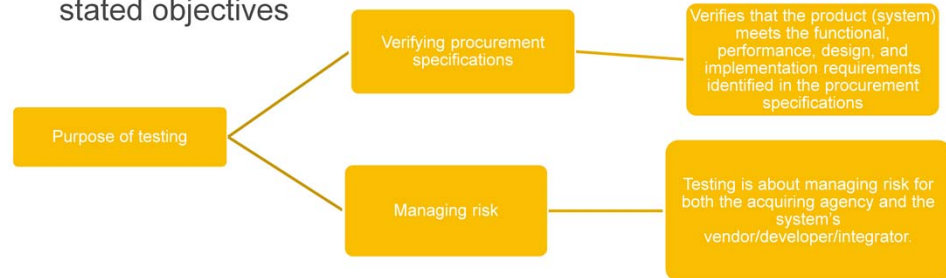 stated objectives
Verifying procurement
specifications
Verifies that the product (system)
meets the functional,
performance, design, and
implementation requirements
identified in the procurement
specifications
Purpose of testing
Managing risk
Testing is about managing risk for
both the acquiring agency and the
system's
vendor/developer/integrator.